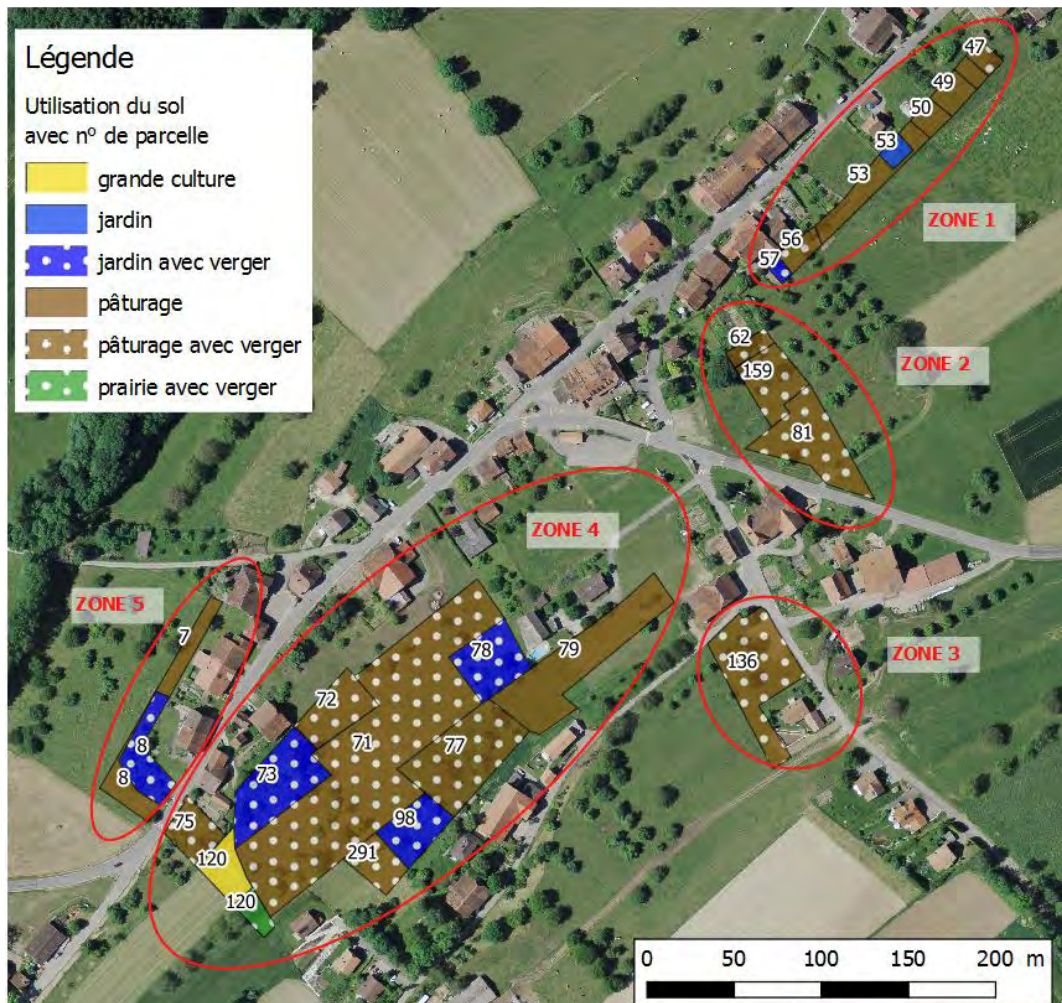 Légende
Utilisation du sol
avec nº de parcelle
grande culture
jardin
jardin avec verger
pâturage
pâturage avec verger
prairie avec verger
47
49
50
53
53
ZONE 1
56
57
62
159
ZONE 2
81
ZONE 4
ZONE 5
7
78
79
136
ZONE 3
72
71
77
73
8
8
75
98
120
291
120
0 50 100 150 200 m